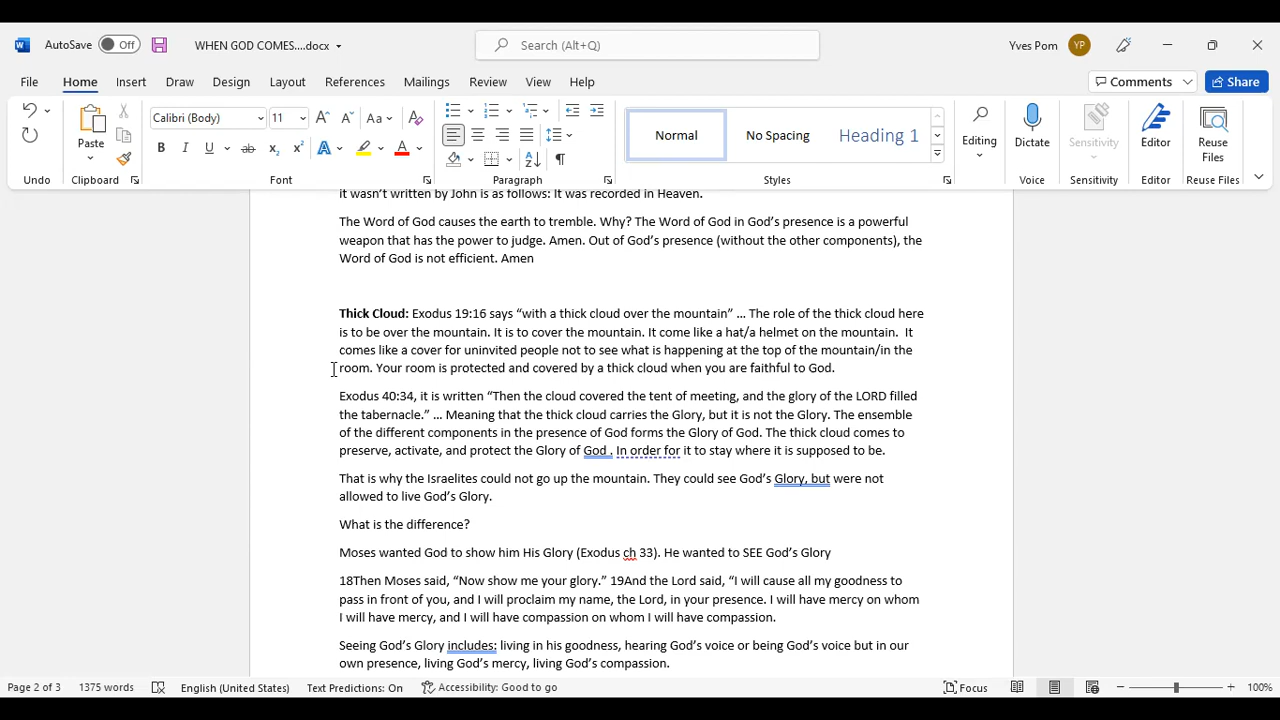 AutoSave Off WHEN GOD COMES....docx Search (Alt+Q) Yves Pom YP
File Home Insert Draw Design Layout References Mailings Review View Help Comments Share
Calibri (Body) 11 Aa A
Paste B I U ab x₂ x² A A A Normal No Spacing Heading 1 Editing Dictate Sensitivity Editor Reuse Files
Undo Clipboard Font Paragraph Styles Voice Sensitivity Editor Reuse Files
it wasn't written by John is as follows: It was recorded in Heaven.
The Word of God causes the earth to tremble. Why? The Word of God in God's presence is a powerful
weapon that has the power to judge. Amen. Out of God's presence (without the other components), the
Word of God is not efficient. Amen
Thick Cloud: Exodus 19:16 says “with a thick cloud over the mountain” … The role of the thick cloud here
is to be over the mountain. It is to cover the mountain. It come like a hat/a helmet on the mountain.  It
comes like a cover for uninvited people not to see what is happening at the top of the mountain/in the
room. Your room is protected and covered by a thick cloud when you are faithful to God.
Exodus 40:34, it is written “Then the cloud covered the tent of meeting, and the glory of the LORD filled
the tabernacle.” … Meaning that the thick cloud carries the Glory, but it is not the Glory. The ensemble
of the different components in the presence of God forms the Glory of God. The thick cloud comes to
preserve, activate, and protect the Glory of God . In order for it to stay where it is supposed to be.
That is why the Israelites could not go up the mountain. They could see God's Glory, but were not
allowed to live God's Glory.
What is the difference?
Moses wanted God to show him His Glory (Exodus ch 33). He wanted to SEE God's Glory
18Then Moses said, “Now show me your glory.” 19And the Lord said, “I will cause all my goodness to
pass in front of you, and I will proclaim my name, the Lord, in your presence. I will have mercy on whom
I will have mercy, and I will have compassion on whom I will have compassion.
Seeing God's Glory includes: living in his goodness, hearing God's voice or being God's voice but in our
own presence, living God's mercy, living God's compassion.
Page 2 of 3 1375 words English (United States) Text Predictions: On Accessibility: Good to go Focus 100%